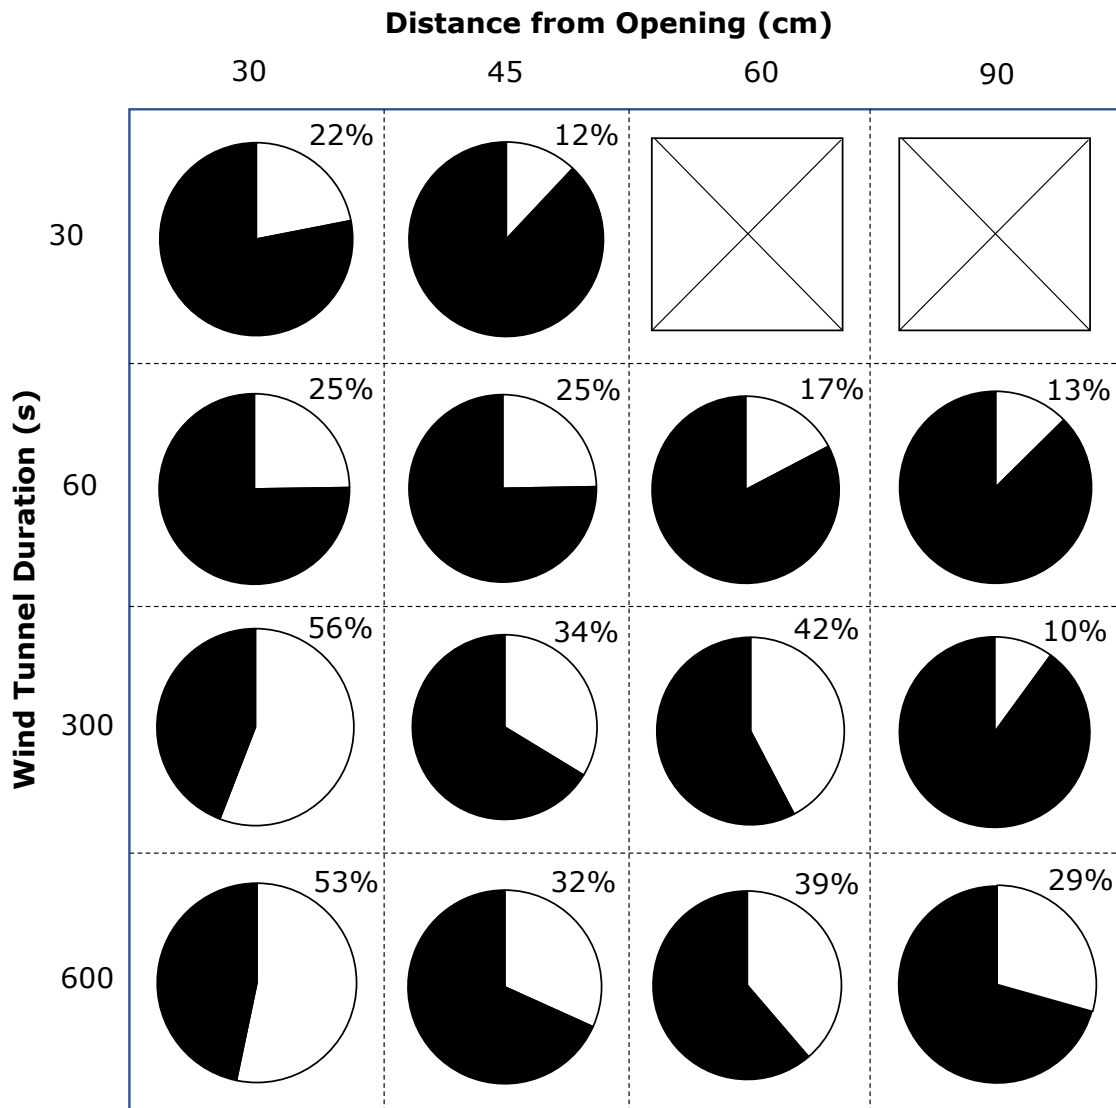 Distance from Opening (cm)
30 45 60 90
22% 12%
30
25% 25% 17% 13%
60
Wind Tunnel Duration (s)
56% 34% 42% 10%
300
53% 32% 39% 29%
600